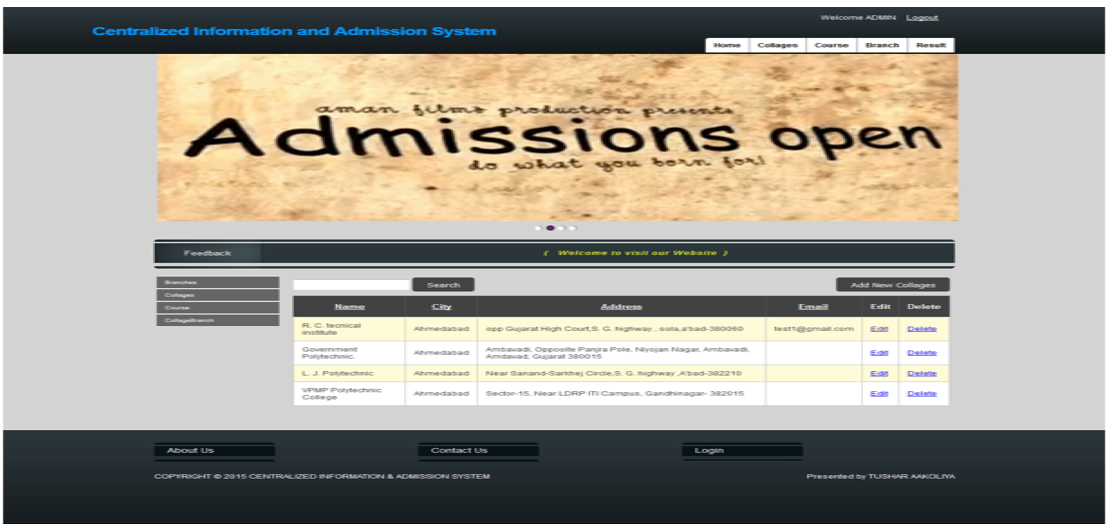 Welcome ADMIN Logout
Centralized Information and Admission System
Home Collages Course Branch Result
aman films production presents
Admissions open
do what you born for!
Feedback
( Welcome to visit our Website )
Branches
Collages
Course
CollageBranch
Search
Add New Collages
Name City Address Email Edit Delete
R. C. tecnical institute Ahmedabad opp Gujarat High Court,S. G. highway , sola,a'bad-380060 test1@gmail.com Edit Delete
Government Polytechnic. Ahmedabad Ambavadi, Opposite Panjra Pole, Niyojan Nagar, Ambavadi, Amdavad, Gujarat 380015 Edit Delete
L. J. Polytechnic Ahmedabad Near Sanand-Sarkhej Circle,S. G. highway ,A'bad-382210 Edit Delete
VPMP Polytechnic College Ahmedabad Sector-15, Near LDRP ITI Campus, Gandhinagar- 382015 Edit Delete
About Us Contact Us Login
COPYRIGHT © 2015 CENTRALIZED INFORMATION & ADMISSION SYSTEM
Presented by TUSHAR AAKOLIYA